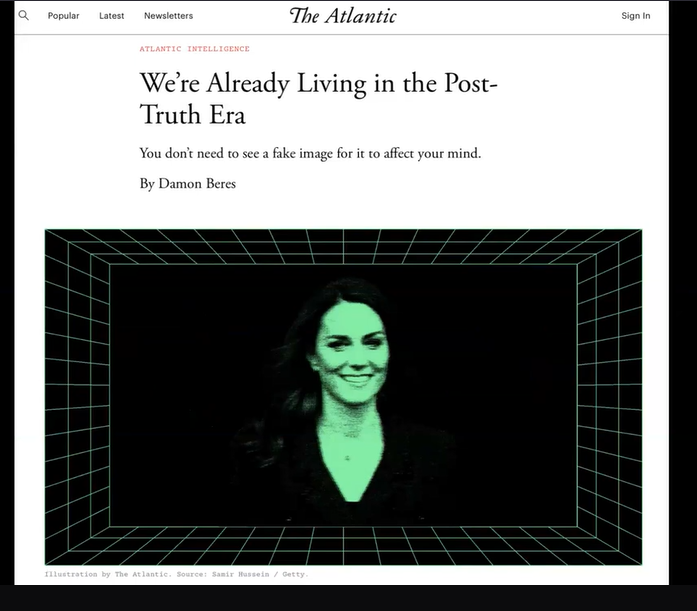 Popular Latest Newsletters The Atlantic Sign In
ATLANTIC INTELLIGENCE
We’re Already Living in the Post-
Truth Era
You don’t need to see a fake image for it to affect your mind.
By Damon Beres
Illustration by The Atlantic. Source: Samir Hussein / Getty.